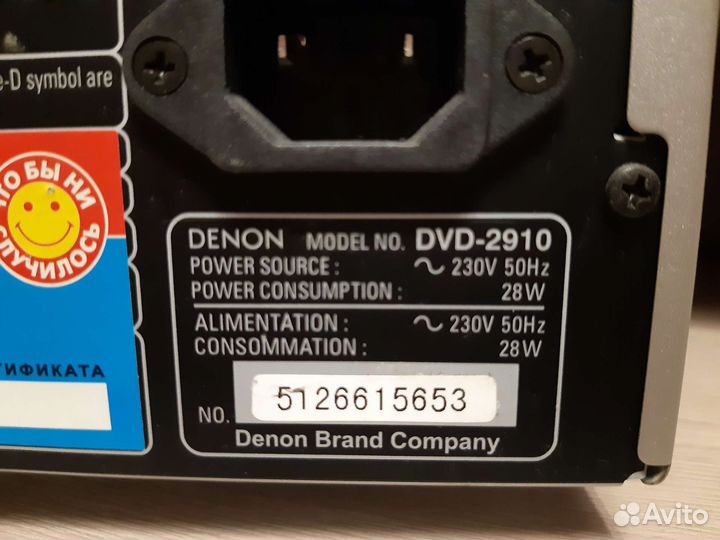 e-D symbol are
ЧТО БЫ НИ
СЛУЧИЛОСЬ
ТИФИКАТА
DENON MODEL NO. DVD-2910
POWER SOURCE : ~ 230V 50Hz
POWER CONSUMPTION : 28W
ALIMENTATION : ~ 230V 50Hz
CONSOMMATION : 28W
NO. 5126615653
Denon Brand Company
Avito